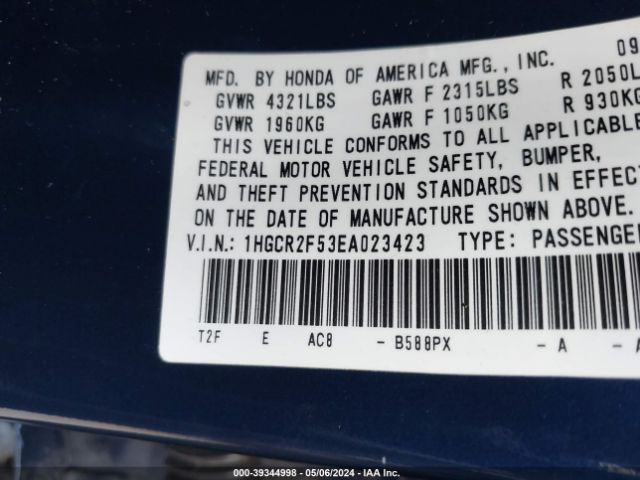 09
MFD. BY HONDA OF AMERICA MFG., INC.
GVWR 4321LBS GAWR F 2315LBS R 2050L
GVWR 1960KG GAWR F 1050KG R 930KG
THIS VEHICLE CONFORMS TO ALL APPLICABLE
FEDERAL MOTOR VEHICLE SAFETY, BUMPER,
AND THEFT PREVENTION STANDARDS IN EFFECT
ON THE DATE OF MANUFACTURE SHOWN ABOVE.
V.I.N.: 1HGCR2F53EA023423 TYPE: PASSENGE
T2F E AC8 - B588PX - A - A
000-39344998 - 05/06/2024 - IAA Inc.